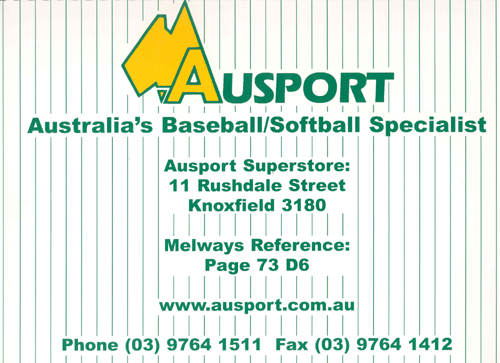 AUSPORT
Australia's Baseball/Softball Specialist
Ausport Superstore:
11 Rushdale Street
Knoxfield 3180
Melways Reference:
Page 73 D6
www.ausport.com.au
Phone (03) 9764 1511 Fax (03) 9764 1412